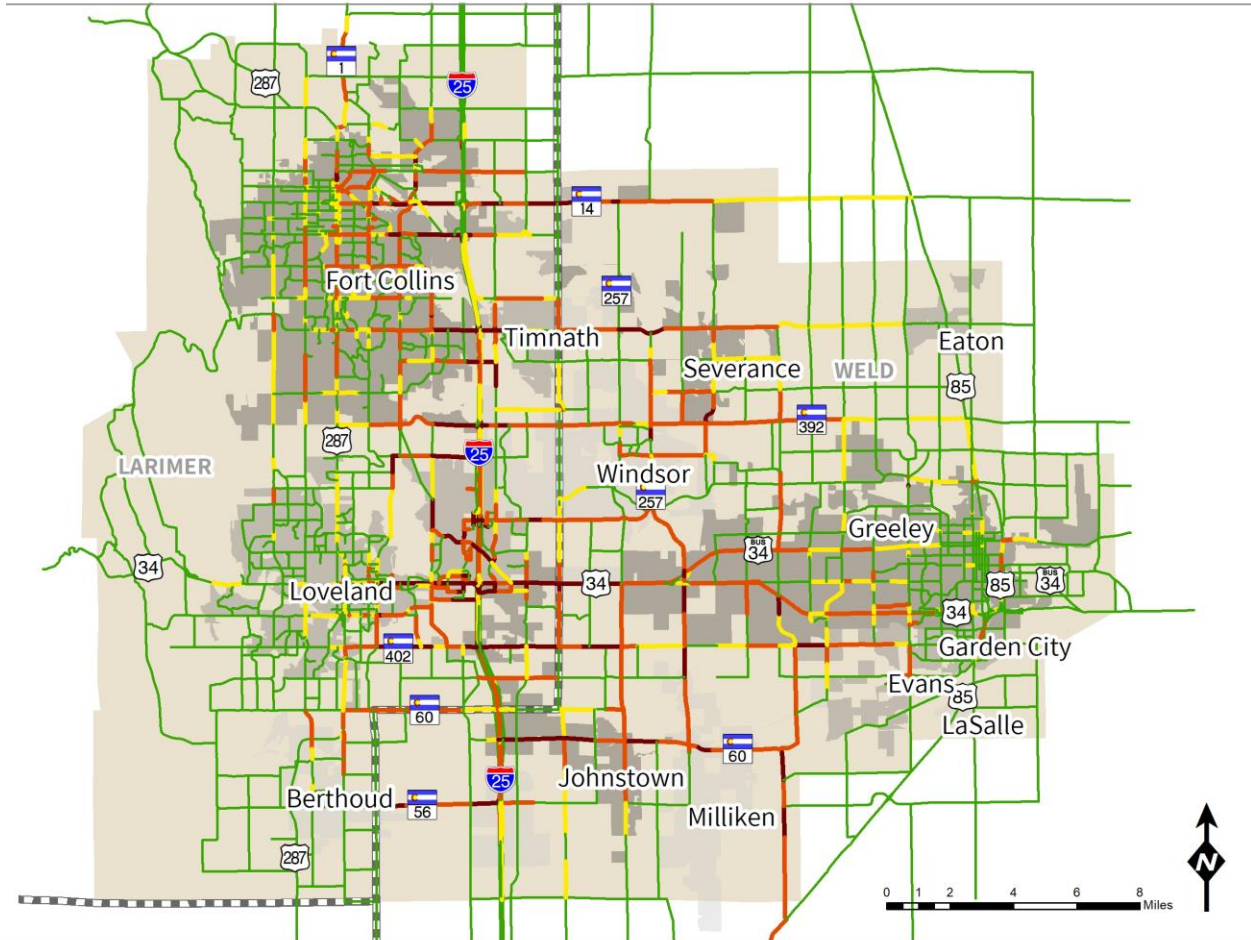 287
1
25
14
Fort Collins
257
Timnath
Eaton
Severance
WELD
85
287
392
LARIMER
25
Windsor
257
Greeley
BUS
34
34
34
Loveland
85
BUS
34
34
402
Garden City
Evans
85
60
LaSalle
60
25
Johnstown
Berthoud
56
Milliken
287
N
0 1 2 4 6 8
Miles